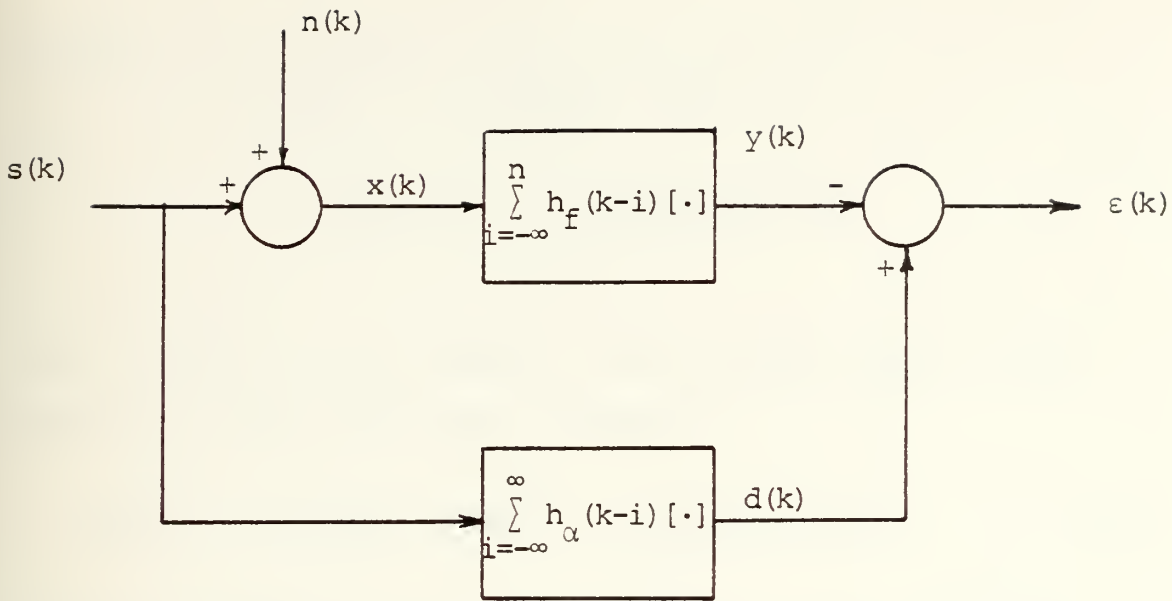 n(k)
s(k)
+
+
x(k)
n
∑ h_f(k-i)[·]
i=-∞
y(k)
-
+
ε(k)
∞
∑ h_α(k-i)[·]
i=-∞
d(k)